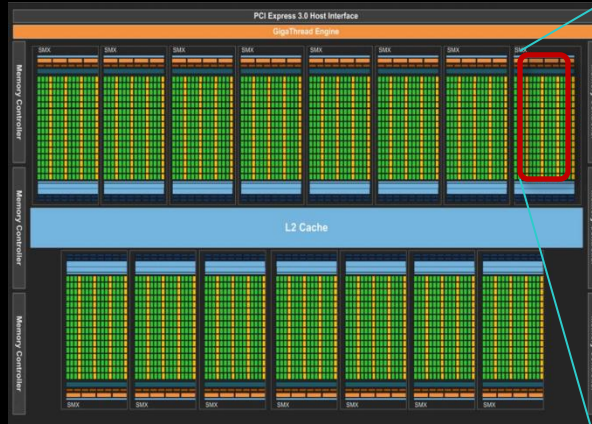 PCI Express 3.0 Host Interface
GigaThread Engine
SMX SMX SMX SMX SMX SMX SMX SMX
Memory Controller
Memory Controller
L2 Cache
Memory Controller
SMX SMX SMX SMX SMX SMX SMX